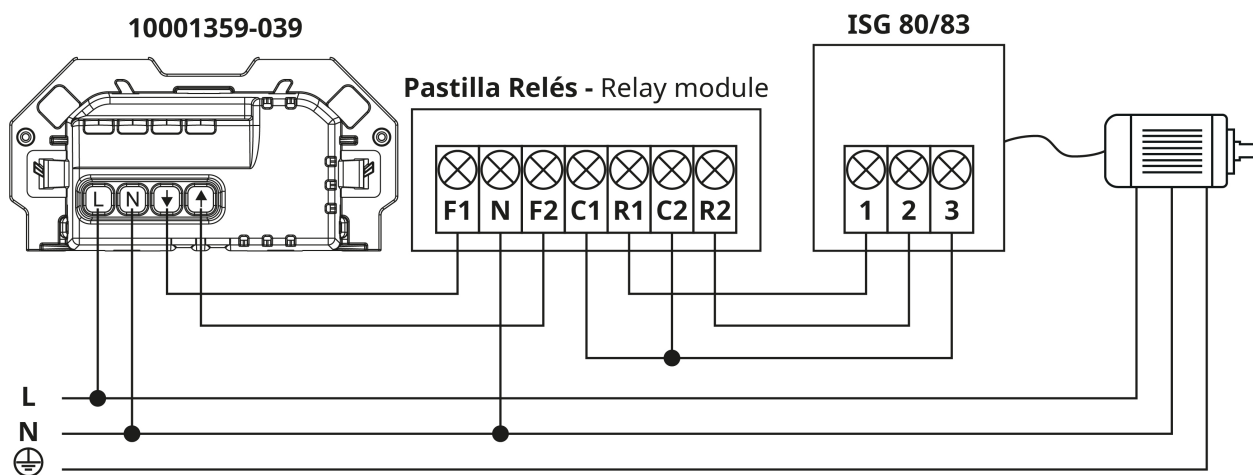 10001359-039
ISG 80/83
Pastilla Relés - Relay module
L N
F1 N F2 C1 R1 C2 R2
1 2 3
L
N